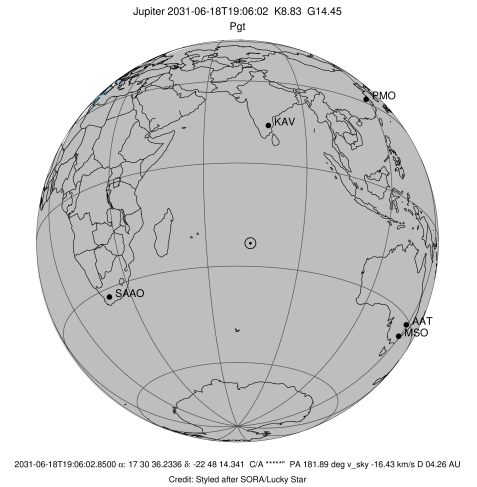 Jupiter 2031-06-18T19:06:02 K8.83 G14.45
Pgt
PMO
KAV
SAAO
AAT
MSO
2031-06-18T19:06:02.8500 α: 17 30 36.2336 δ: -22 48 14.341 C/A *****" PA 181.89 deg v_sky -16.43 km/s D 04.26 AU
Credit: Styled after SORA/Lucky Star